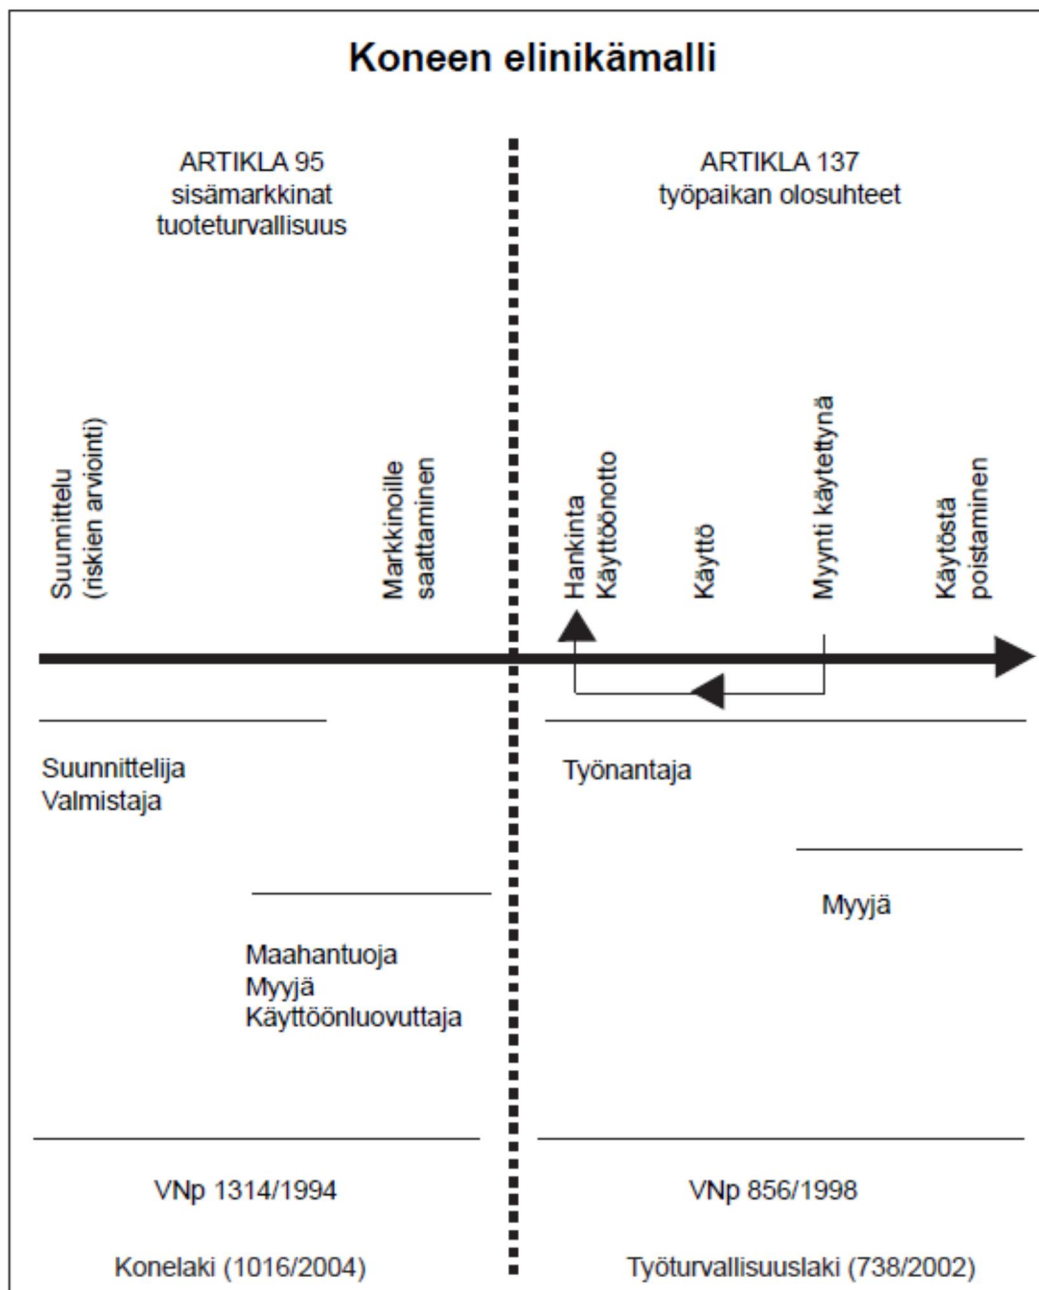 Koneen elinikämalli
ARTIKLA 95
sisämarkkinat
tuoteturvallisuus
ARTIKLA 137
työpaikan olosuhteet
Suunnittelu
(riskien arviointi)
Markkinoille
saattaminen
Hankinta
Käyttöönotto
Käyttö
Myynti käytettynä
Käytöstä
poistaminen
Suunnittelija
Valmistaja
Työnantaja
Maahantuoja
Myyjä
Käyttöönluovuttaja
Myyjä
VNp 1314/1994
VNp 856/1998
Konelaki (1016/2004)
Työturvallisuuslaki (738/2002)